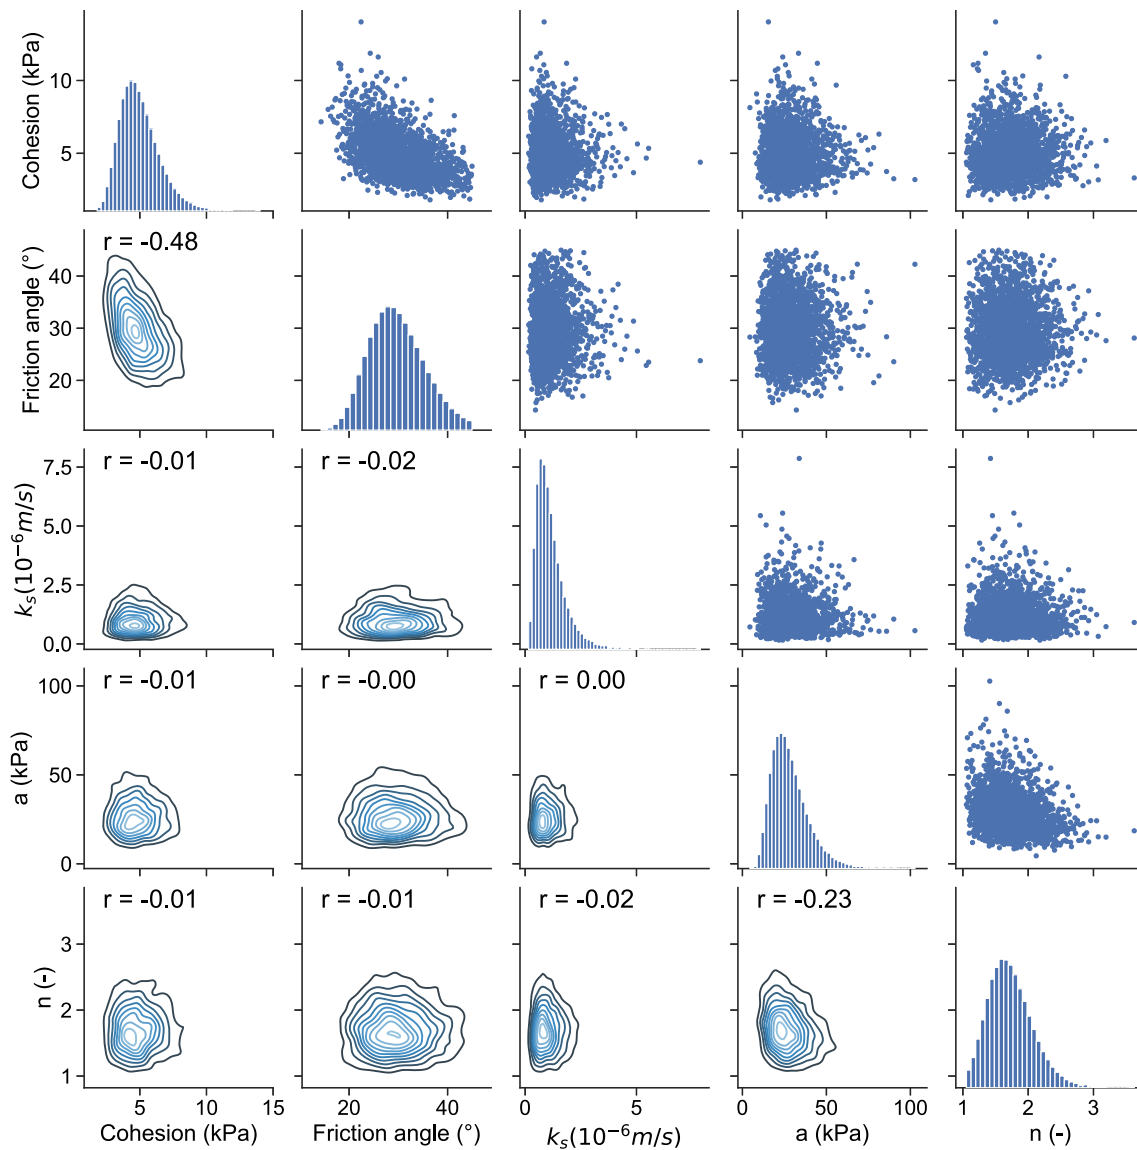 Cohesion (kPa)
10
5
r = -0.48
Friction angle (°)
40
30
20
r = -0.01
r = -0.02
k_s(10⁻⁶m/s)
7.5
5.0
2.5
0.0
r = -0.01
r = -0.00
r = 0.00
a (kPa)
100
50
0
r = -0.01
r = -0.01
r = -0.02
r = -0.23
n (-)
3
2
1
5 10 15 20 40 0 5 0 50 100 1 2 3
Cohesion (kPa) Friction angle (°) k_s(10⁻⁶m/s) a (kPa) n (-)